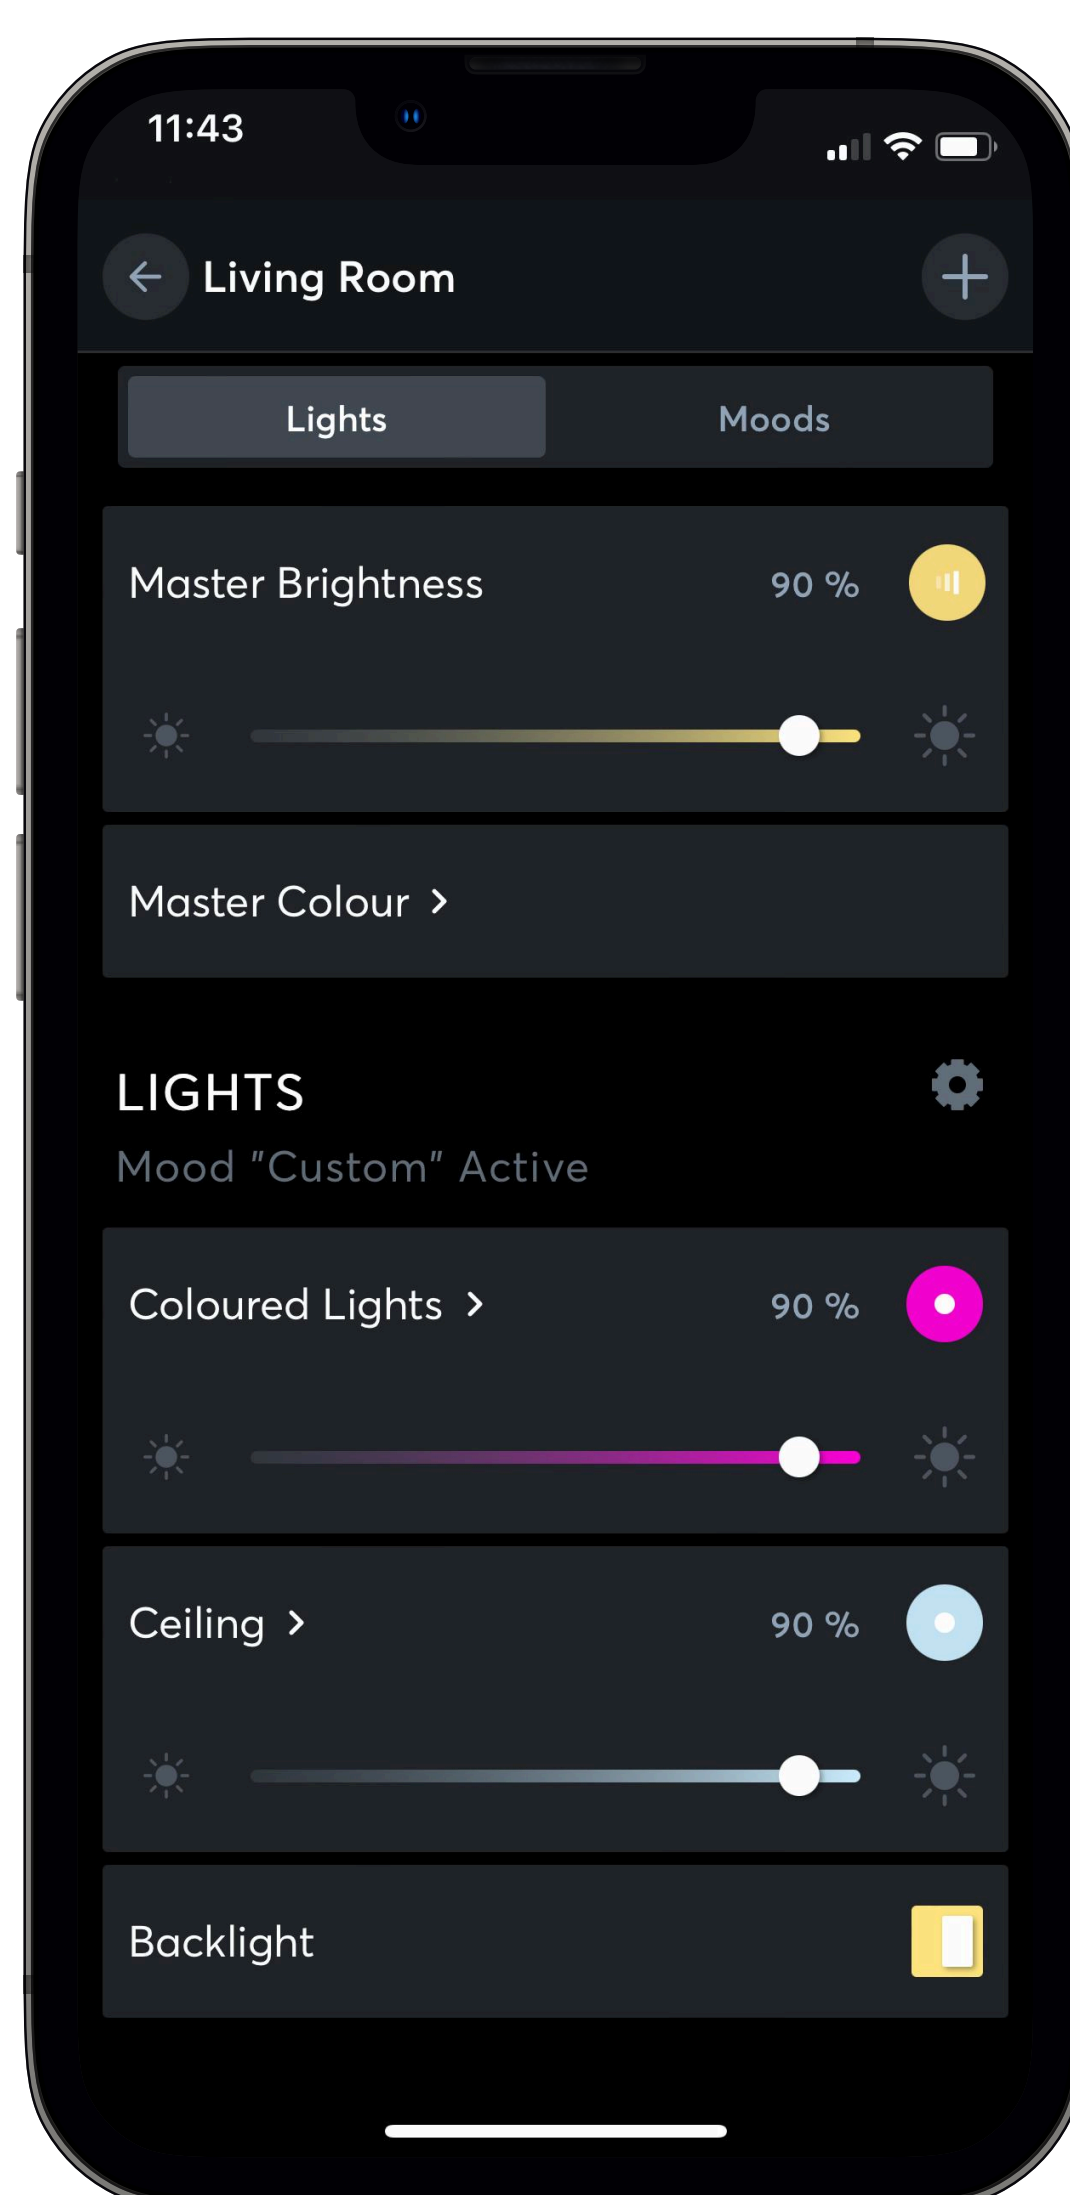 11:43
Living Room
Lights Moods
Master Brightness 90 %
Master Colour
LIGHTS
Mood "Custom" Active
Coloured Lights 90 %
Ceiling 90 %
Backlight